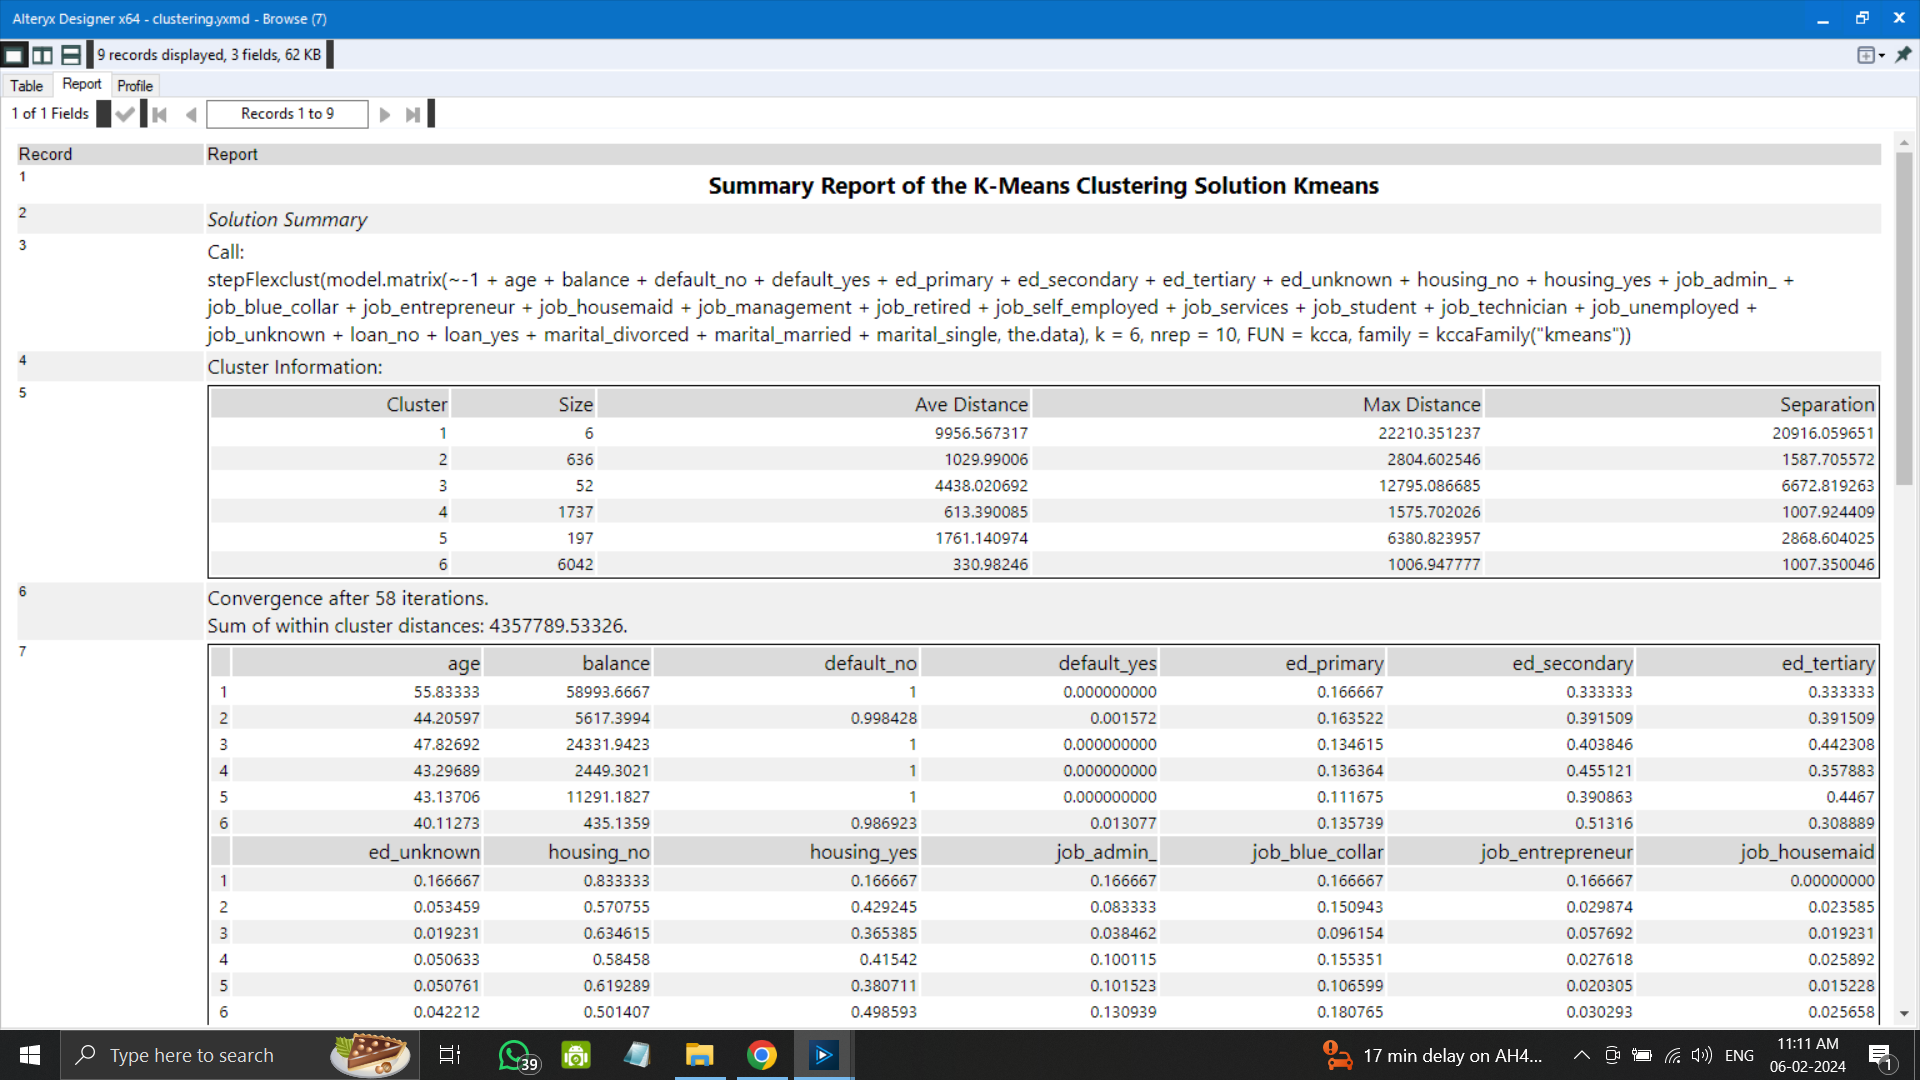 Alteryx Designer x64 - clustering.yxmd - Browse (7)
9 records displayed, 3 fields, 62 KB
Table Report Profile
1 of 1 Fields Records 1 to 9
Record Report
1 Summary Report of the K-Means Clustering Solution Kmeans
2 Solution Summary
3 Call:
stepFlexclust(model.matrix(~-1 + age + balance + default_no + default_yes + ed_primary + ed_secondary + ed_tertiary + ed_unknown + housing_no + housing_yes + job_admin_ +
job_blue_collar + job_entrepreneur + job_housemaid + job_management + job_retired + job_self_employed + job_services + job_student + job_technician + job_unemployed +
job_unknown + loan_no + loan_yes + marital_divorced + marital_married + marital_single, the.data), k = 6, nrep = 10, FUN = kcca, family = kccaFamily("kmeans"))
4 Cluster Information:
5 Cluster Size Ave Distance Max Distance Separation
1 6 9956.567317 22210.351237 20916.059651
2 636 1029.99006 2804.602546 1587.705572
3 52 4438.020692 12795.086685 6672.819263
4 1737 613.390085 1575.702026 1007.924409
5 197 1761.140974 6380.823957 2868.604025
6 6042 330.98246 1006.947777 1007.350046
6 Convergence after 58 iterations.
Sum of within cluster distances: 4357789.53326.
7 age balance default_no default_yes ed_primary ed_secondary ed_tertiary
1 55.83333 58993.6667 1 0.000000000 0.166667 0.333333 0.333333
2 44.20597 5617.3994 0.998428 0.001572 0.163522 0.391509 0.391509
3 47.82692 24331.9423 1 0.000000000 0.134615 0.403846 0.442308
4 43.29689 2449.3021 1 0.000000000 0.136364 0.455121 0.357883
5 43.13706 11291.1827 1 0.000000000 0.111675 0.390863 0.4467
6 40.11273 435.1359 0.986923 0.013077 0.135739 0.51316 0.308889
ed_unknown housing_no housing_yes job_admin_ job_blue_collar job_entrepreneur job_housemaid
1 0.166667 0.833333 0.166667 0.166667 0.166667 0.166667 0.00000000
2 0.053459 0.570755 0.429245 0.083333 0.150943 0.029874 0.023585
3 0.019231 0.634615 0.365385 0.038462 0.096154 0.057692 0.019231
4 0.050633 0.58458 0.41542 0.100115 0.155351 0.027618 0.025892
5 0.050761 0.619289 0.380711 0.101523 0.106599 0.020305 0.015228
6 0.042212 0.501407 0.498593 0.130939 0.180765 0.030293 0.025658
Type here to search 39 17 min delay on AH4... ENG 11:11 AM 1
06-02-2024